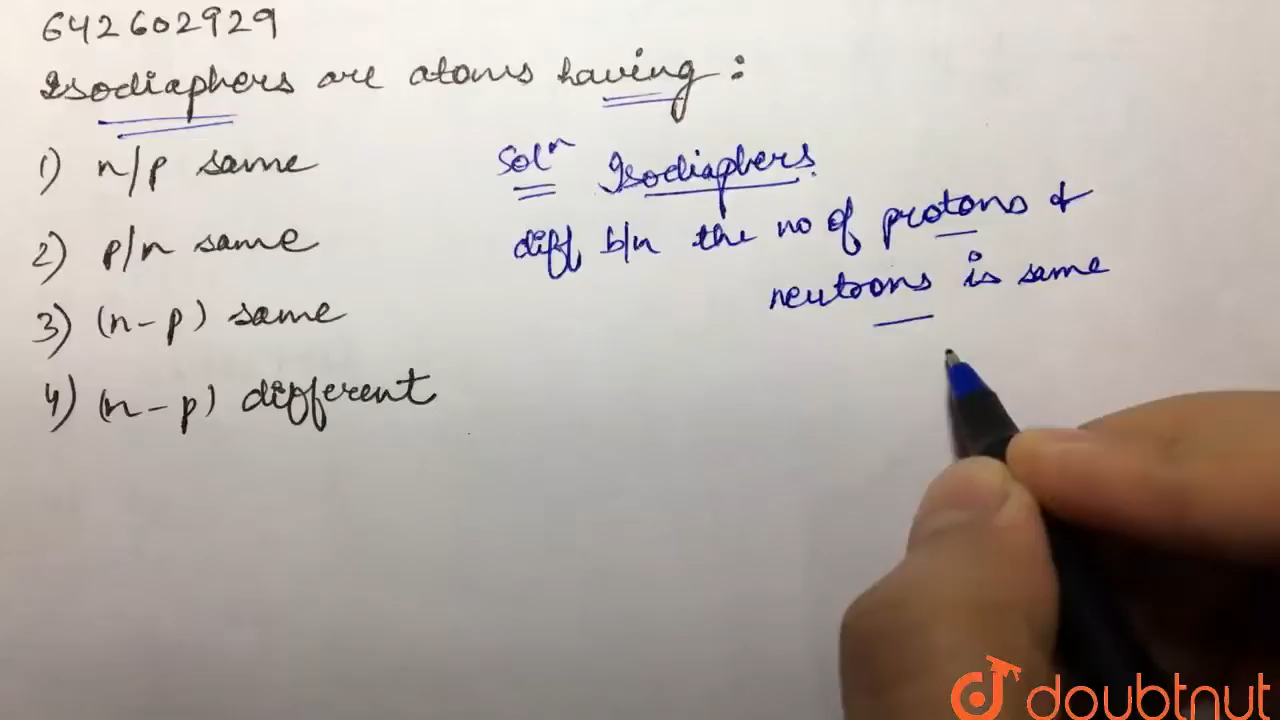 642602929
Isodiaphers are atoms having :
1) n/p same
2) p/n same
3) (n-p) same
4) (n-p) different
Solⁿ Isodiaphers.
diff b/n the no of protons &
neutrons is same
doubtnut